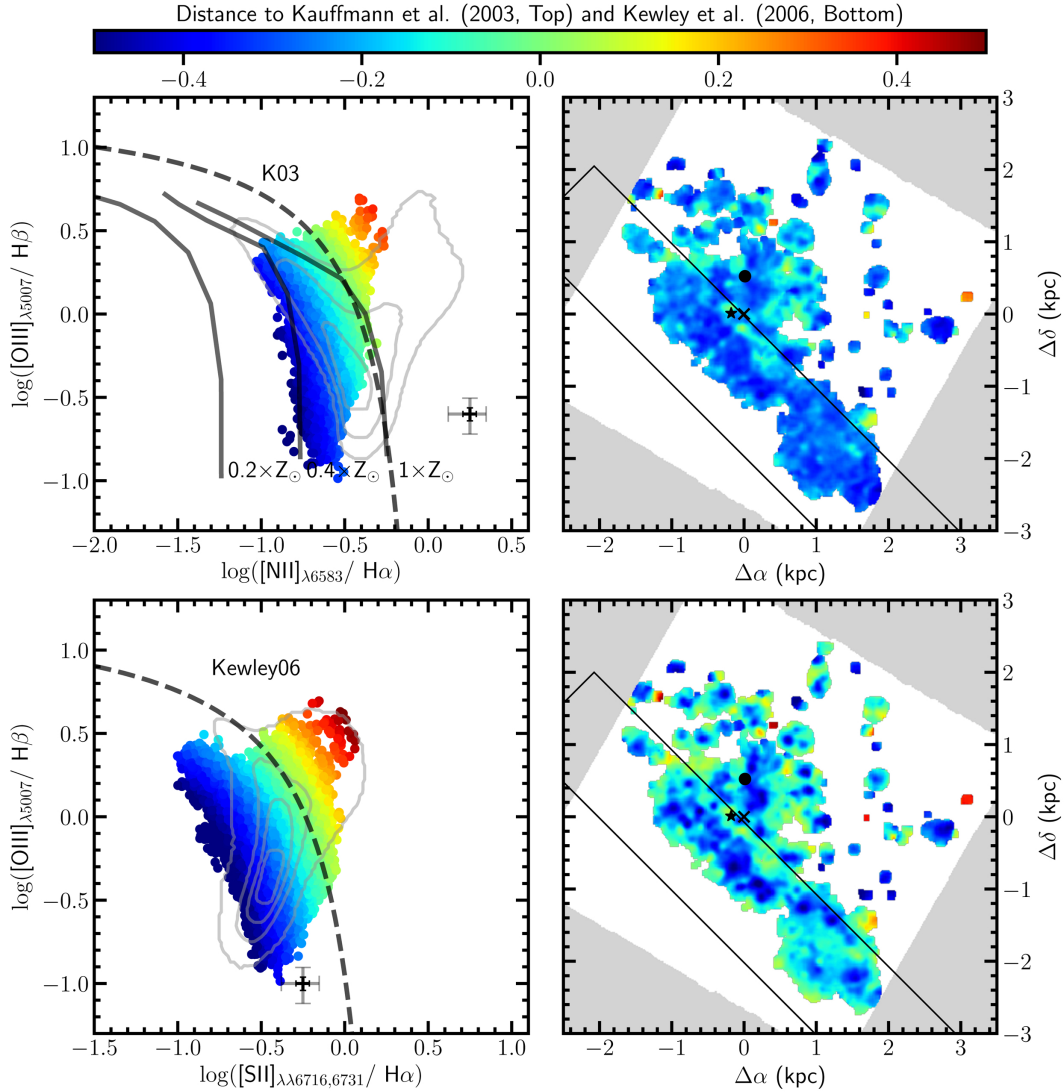 Distance to Kauffmann et al. (2003, Top) and Kewley et al. (2006, Bottom)
−0.4 −0.2 0.0 0.2 0.4
K03
0.2×Z⊙ 0.4×Z⊙ 1×Z⊙
log([OIII]λ5007/ Hβ)
1.0
0.5
0.0
−0.5
−1.0
−2.0 −1.5 −1.0 −0.5 0.0 0.5
log([NII]λ6583/ Hα)
3
2
1
0
−1
−2
−3
Δδ (kpc)
−2 −1 0 1 2 3
Δα (kpc)
Kewley06
log([OIII]λ5007/ Hβ)
1.0
0.5
0.0
−0.5
−1.0
−1.5 −1.0 −0.5 0.0 0.5 1.0
log([SII]λλ6716,6731/ Hα)
3
2
1
0
−1
−2
−3
Δδ (kpc)
−2 −1 0 1 2 3
Δα (kpc)